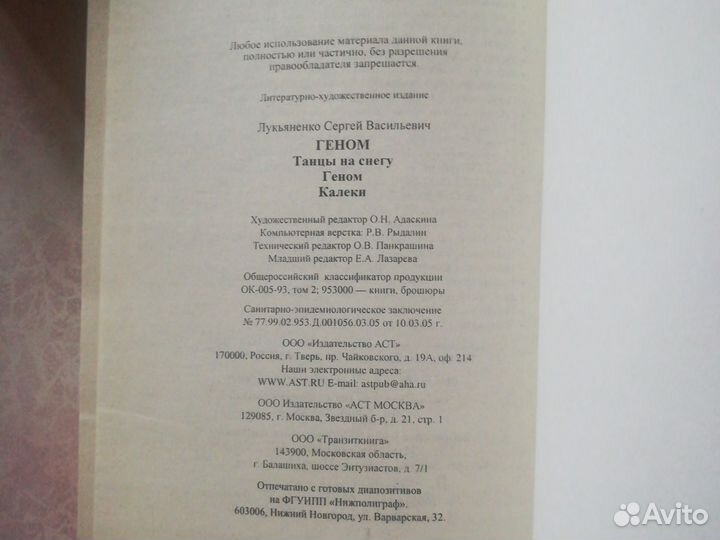 Любое использование материала данной книги,
полностью или частично, без разрешения
правообладателя запрещается.
Литературно-художественное издание
Лукьяненко Сергей Васильевич
ГЕНОМ
Танцы на снегу
Геном
Калеки
Художественный редактор О.Н. Адаскина
Компьютерная верстка: Р.В. Рыдалин
Технический редактор О.В. Панкрашина
Младший редактор Е.А. Лазарева
Общероссийский классификатор продукции
ОК-005-93, том 2; 953000 — книги, брошюры
Санитарно-эпидемиологическое заключение
№ 77.99.02.953.Д.001056.03.05 от 10.03.05 г.
ООО «Издательство АСТ»
170000, Россия, г. Тверь, пр. Чайковского, д. 19А, оф. 214
Наши электронные адреса:
WWW.AST.RU E-mail: astpub@aha.ru
ООО Издательство «АСТ МОСКВА»
129085, г. Москва, Звездный б-р, д. 21, стр. 1
ООО «Транзиткнига»
143900, Московская область,
г. Балашиха, шоссе Энтузиастов, д. 7/1
Отпечатано с готовых диапозитивов
на ФГУИПП «Нижполиграф».
603006, Нижний Новгород, ул. Варварская, 32.
Avito